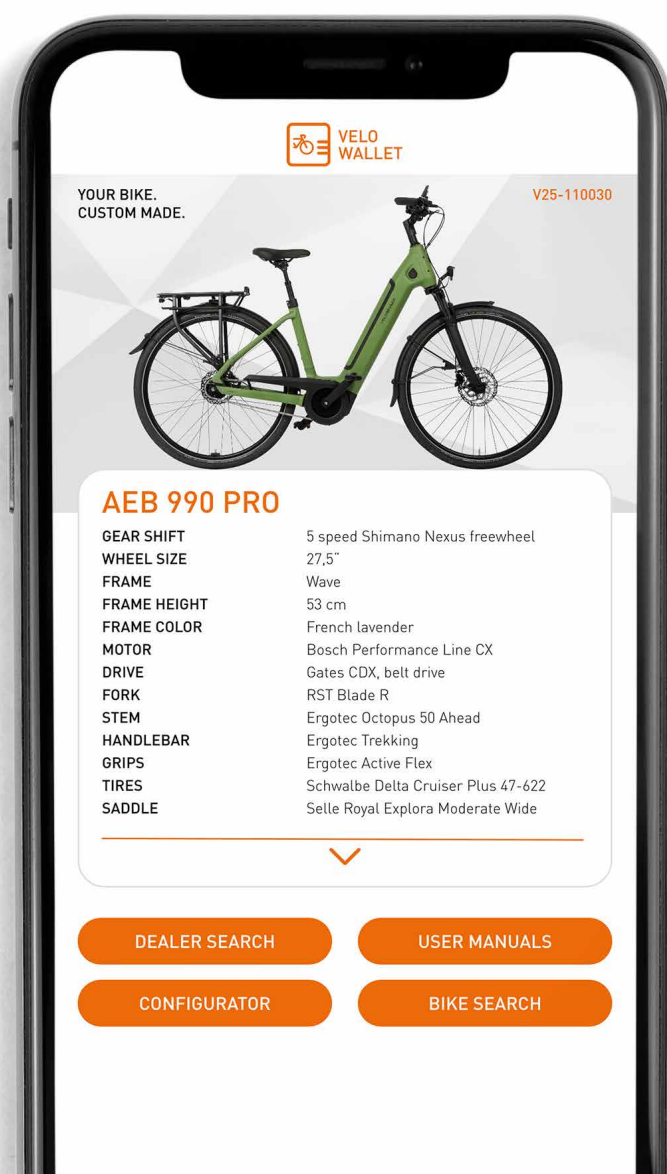 VELO
WALLET
YOUR BIKE.
CUSTOM MADE.
V25-110030
AEB 990 PRO
GEAR SHIFT 5 speed Shimano Nexus freewheel
WHEEL SIZE 27,5"
FRAME Wave
FRAME HEIGHT 53 cm
FRAME COLOR French lavender
MOTOR Bosch Performance Line CX
DRIVE Gates CDX, belt drive
FORK RST Blade R
STEM Ergotec Octopus 50 Ahead
HANDLEBAR Ergotec Trekking
GRIPS Ergotec Active Flex
TIRES Schwalbe Delta Cruiser Plus 47-622
SADDLE Selle Royal Explora Moderate Wide
DEALER SEARCH
USER MANUALS
CONFIGURATOR
BIKE SEARCH